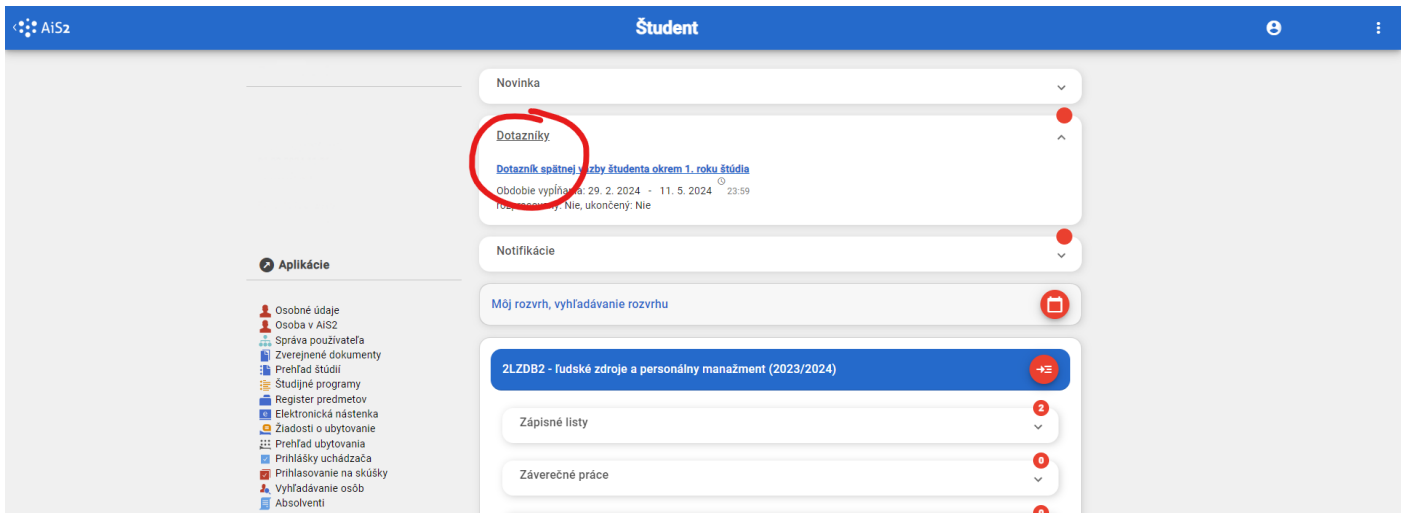 AiS2
Študent
Novinka
Dotazníky
Dotazník spätnej väzby študenta okrem 1. roku štúdia
Obdobie vypĺňania: 29. 2. 2024 - 11. 5. 2024 23:59
Nie, ukončený: Nie
Notifikácie
Aplikácie
Môj rozvrh, vyhľadávanie rozvrhu
2LZDB2 - ľudské zdroje a personálny manažment (2023/2024)
2
Zápisné listy
0
Záverečné práce
Osobné údaje
Osoba v AiS2
Správa používateľa
Zverejnené dokumenty
Prehľad štúdií
Študijné programy
Register predmetov
Elektronická nástenka
Žiadosti o ubytovanie
Prehľad ubytovania
Prihlášky uchádzača
Prihlasovanie na skúšky
Vyhľadávanie osôb
Absolventi